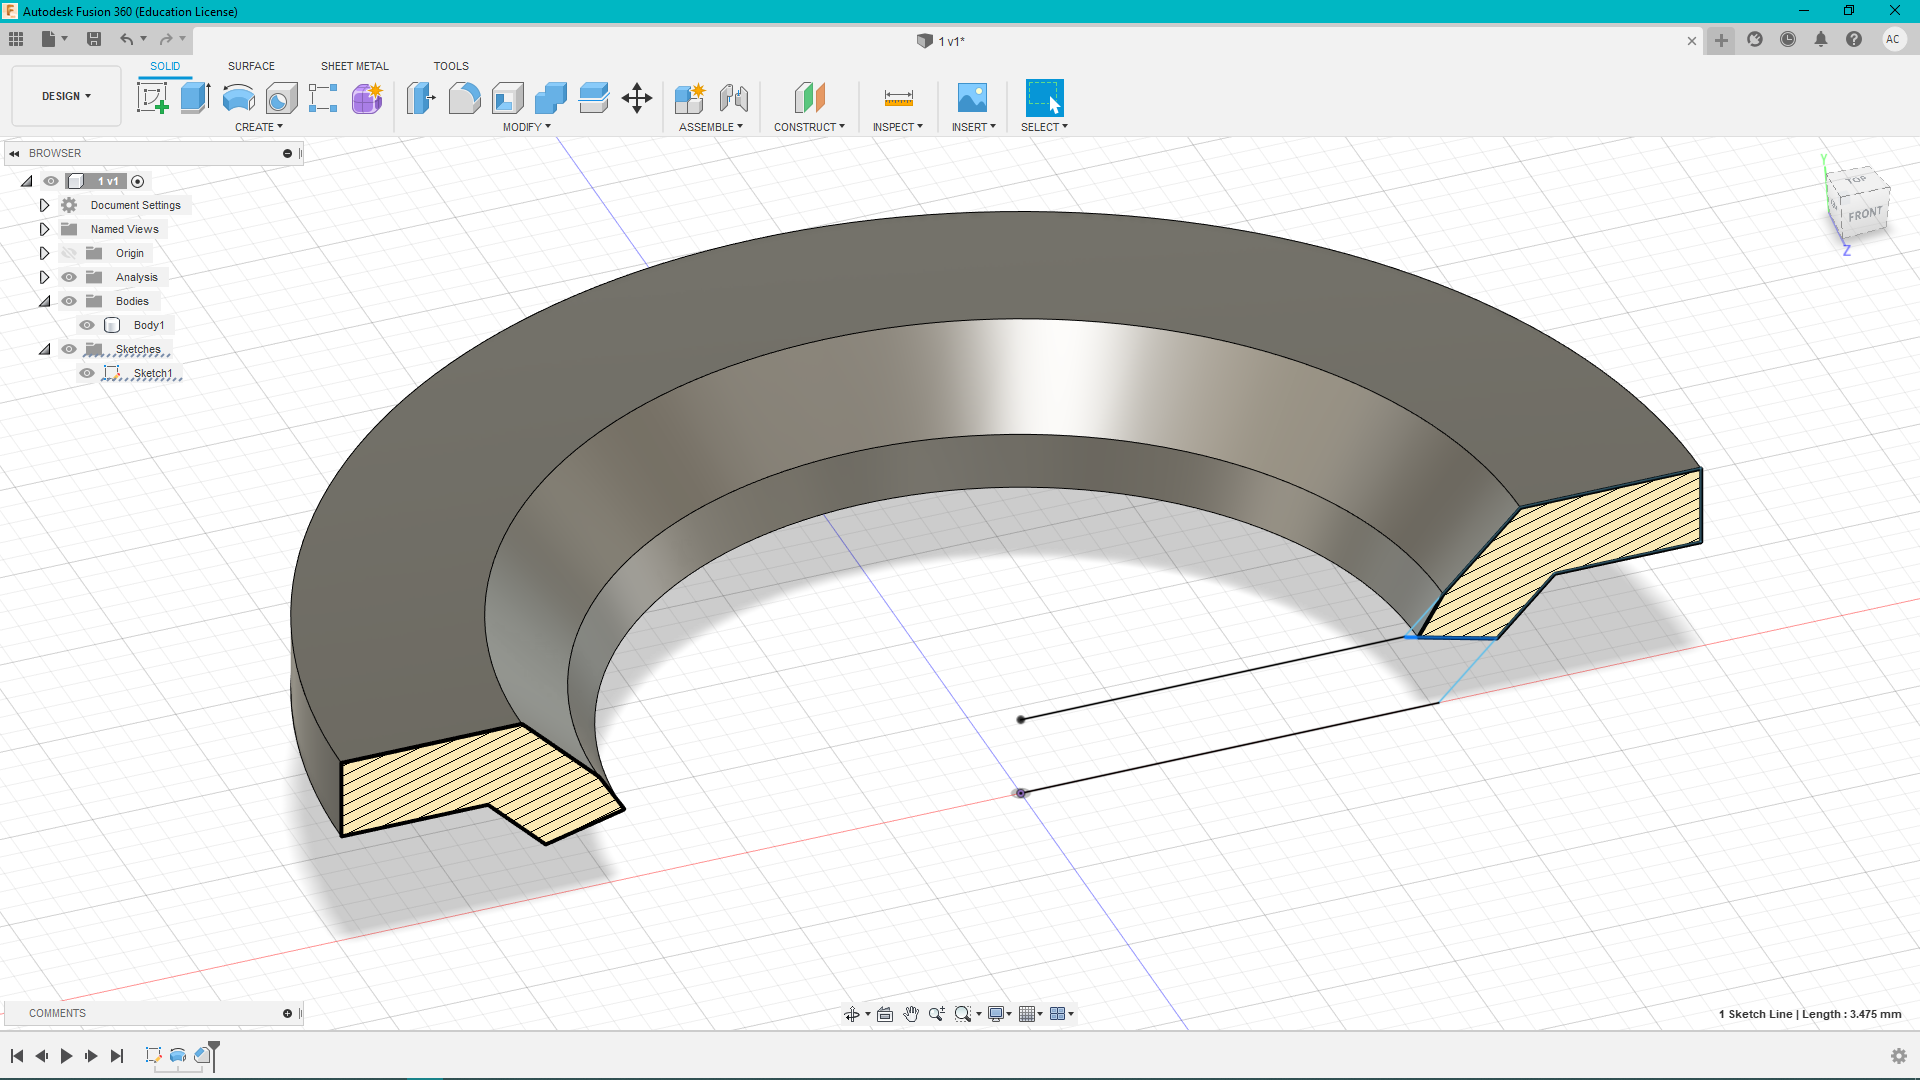 Autodesk Fusion 360 (Education License)
1 v1*
AC
SOLID
SURFACE
SHEET METAL
TOOLS
DESIGN
CREATE
MODIFY
ASSEMBLE
CONSTRUCT
INSPECT
INSERT
SELECT
BROWSER
1 v1
Document Settings
Named Views
Origin
Analysis
Bodies
Body1
Sketches
Sketch1
Y
TOP
FRONT
Z
COMMENTS
1 Sketch Line | Length : 3.475 mm